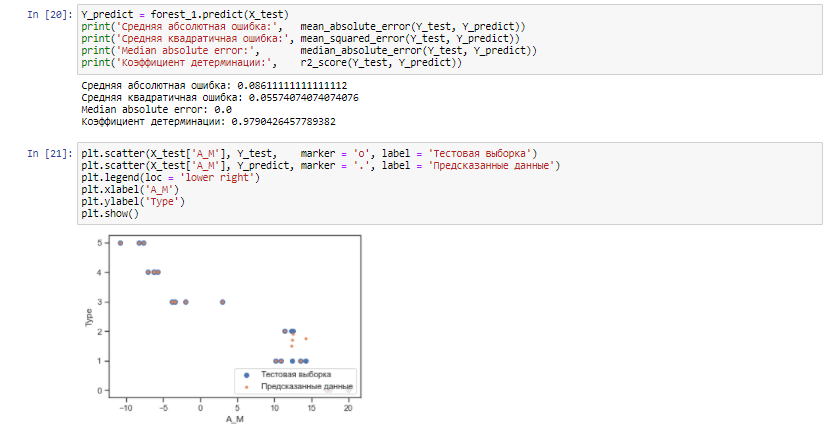 In [20]: Y_predict = forest_1.predict(X_test)
print('Средняя абсолютная ошибка:', mean_absolute_error(Y_test, Y_predict))
print('Средняя квадратичная ошибка:', mean_squared_error(Y_test, Y_predict))
print('Median absolute error:', median_absolute_error(Y_test, Y_predict))
print('Коэффициент детерминации:', r2_score(Y_test, Y_predict))
Средняя абсолютная ошибка: 0.08611111111111112
Средняя квадратичная ошибка: 0.05574074074074076
Median absolute error: 0.0
Коэффициент детерминации: 0.9790426457789382
In [21]: plt.scatter(X_test['A_M'], Y_test, marker = 'o', label = 'Тестовая выборка')
plt.scatter(X_test['A_M'], Y_predict, marker = '.', label = 'Предсказанные данные')
plt.legend(loc = 'lower right')
plt.xlabel('A_M')
plt.ylabel('Type')
plt.show()
5
4
3
2
1
0
Type
Тестовая выборка
Предсказанные данные
-10 -5 0 5 10 15 20
A_M